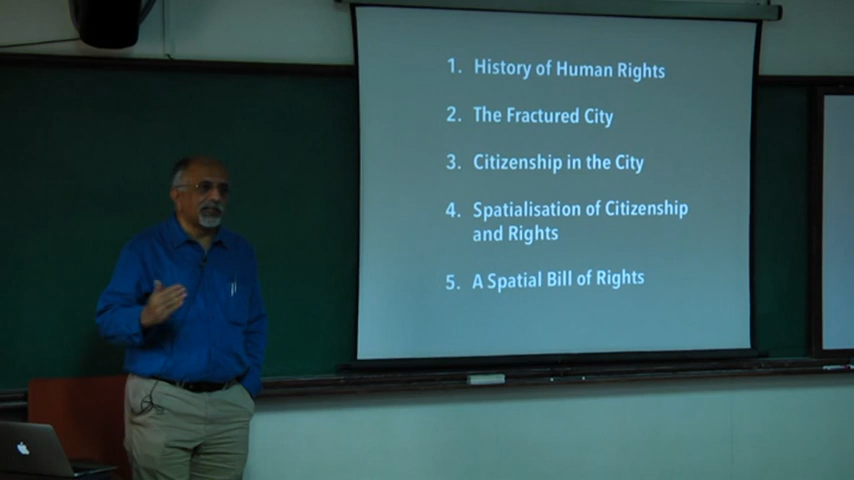 1. History of Human Rights
2. The Fractured City
3. Citizenship in the City
4. Spatialisation of Citizenship
and Rights
5. A Spatial Bill of Rights